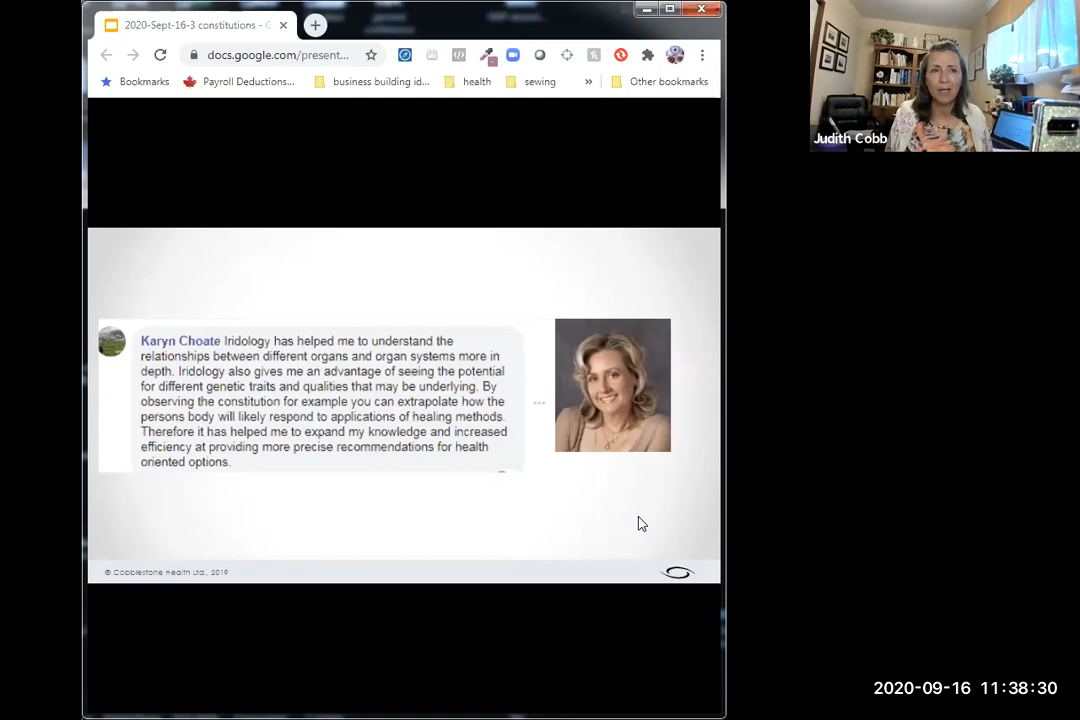 2020-Sept-16-3 constitutions - G
docs.google.com/present...
Bookmarks
Payroll Deductions...
business building id...
health
sewing
»
Other bookmarks
Judith Cobb
Karyn Choate Iridology has helped me to understand the
relationships between different organs and organ systems more in
depth. Iridology also gives me an advantage of seeing the potential
for different genetic traits and qualities that may be underlying. By
observing the constitution for example you can extrapolate how the
persons body will likely respond to applications of healing methods.
Therefore it has helped me to expand my knowledge and increased
efficiency at providing more precise recommendations for health
oriented options.
© Cobblestone Health Ltd., 2019
2020-09-16 11:38:30